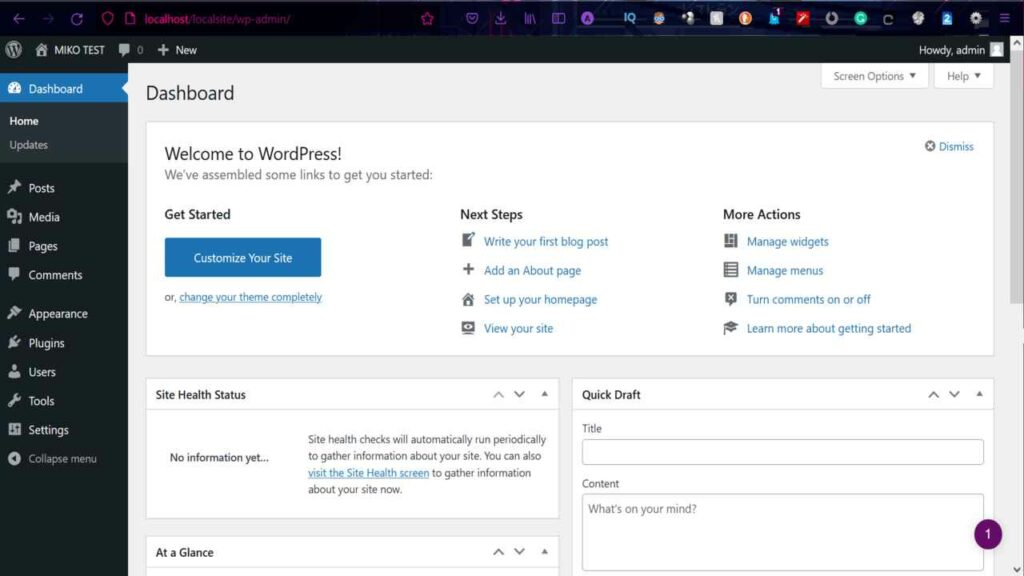 localhost/localsite/wp-admin/
IQ
1
2
MIKO TEST 0 New
Howdy, admin
Screen Options ▼
Help ▼
Dashboard
Home
Updates
Posts
Media
Pages
Comments
Appearance
Plugins
Users
Tools
Settings
Collapse menu
Dashboard
Welcome to WordPress!
Dismiss
We've assembled some links to get you started:
Get Started
Customize Your Site
or, change your theme completely
Next Steps
Write your first blog post
Add an About page
Set up your homepage
View your site
More Actions
Manage widgets
Manage menus
Turn comments on or off
Learn more about getting started
Site Health Status
No information yet...
Site health checks will automatically run periodically
to gather information about your site. You can also
visit the Site Health screen to gather information
about your site now.
At a Glance
Quick Draft
Title
Content
What's on your mind?
1